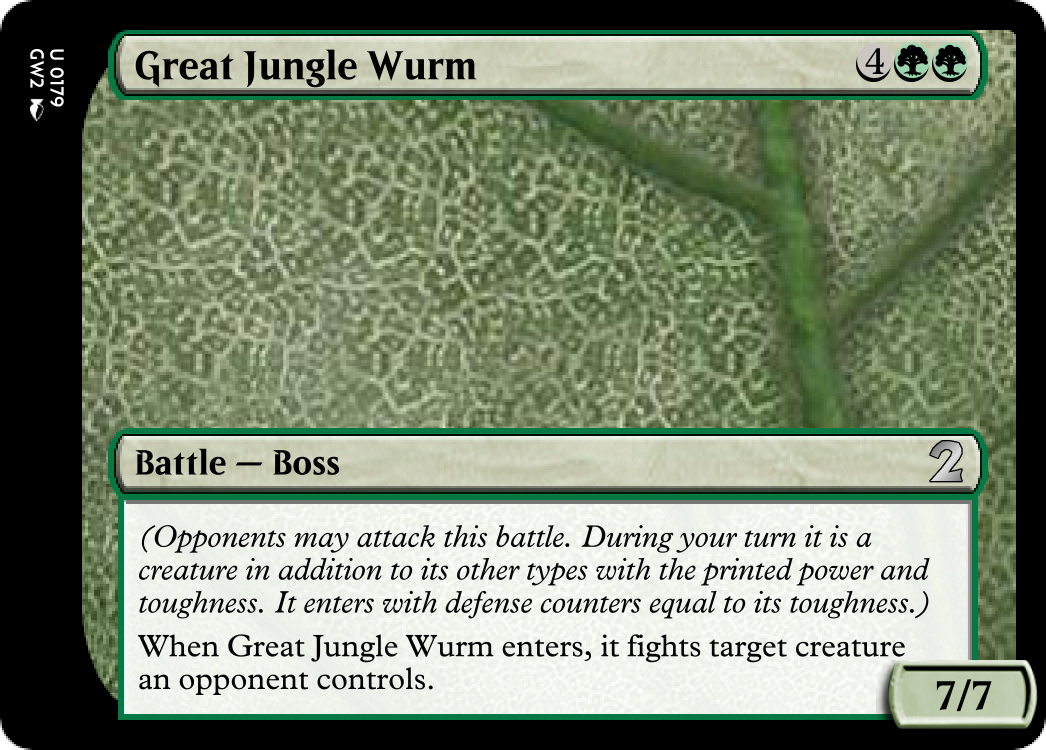 U 0179
GW2
Great Jungle Wurm 4
Battle — Boss 2
(Opponents may attack this battle. During your turn it is a
creature in addition to its other types with the printed power and
toughness. It enters with defense counters equal to its toughness.)
When Great Jungle Wurm enters, it fights target creature
an opponent controls.
7/7